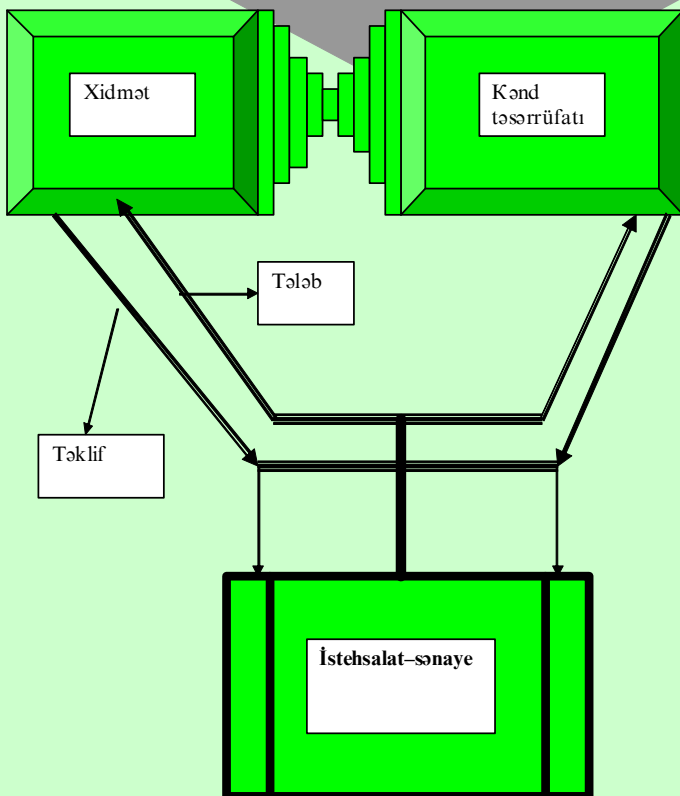 Xidmət
Kənd
təsərrüfatı
Tələb
Təklif
İstehsalat–sənaye